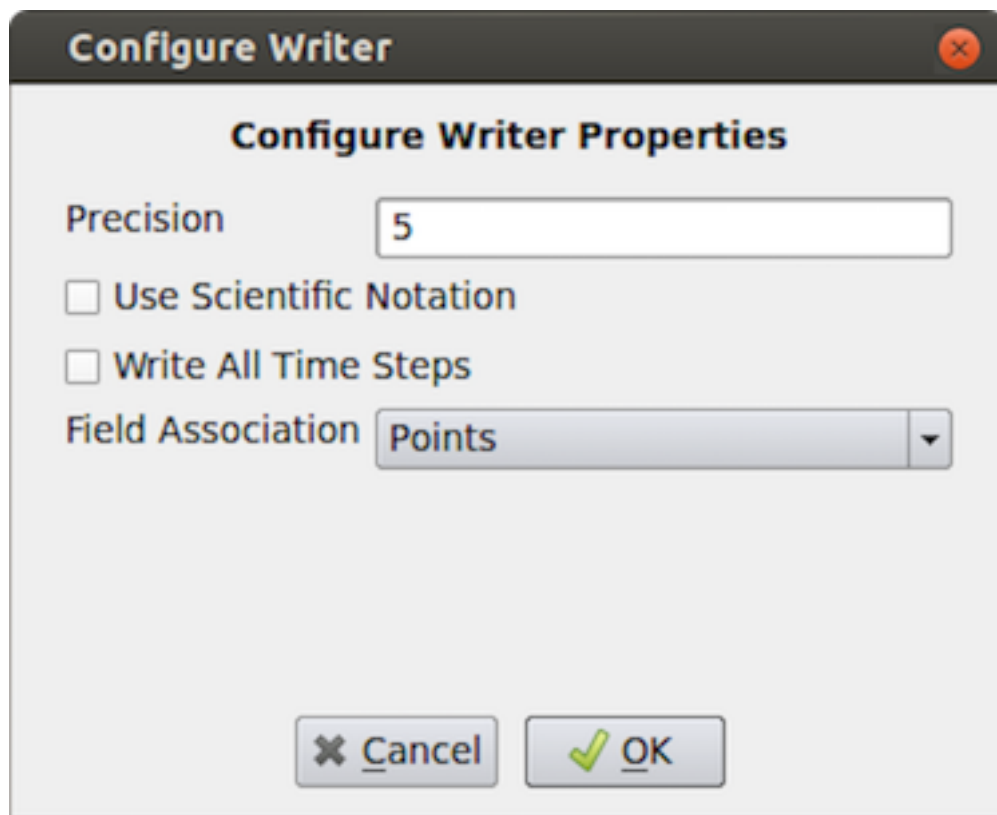 Configure Writer
Configure Writer Properties
Precision 5
Use Scientific Notation
Write All Time Steps
Field Association Points
Cancel OK